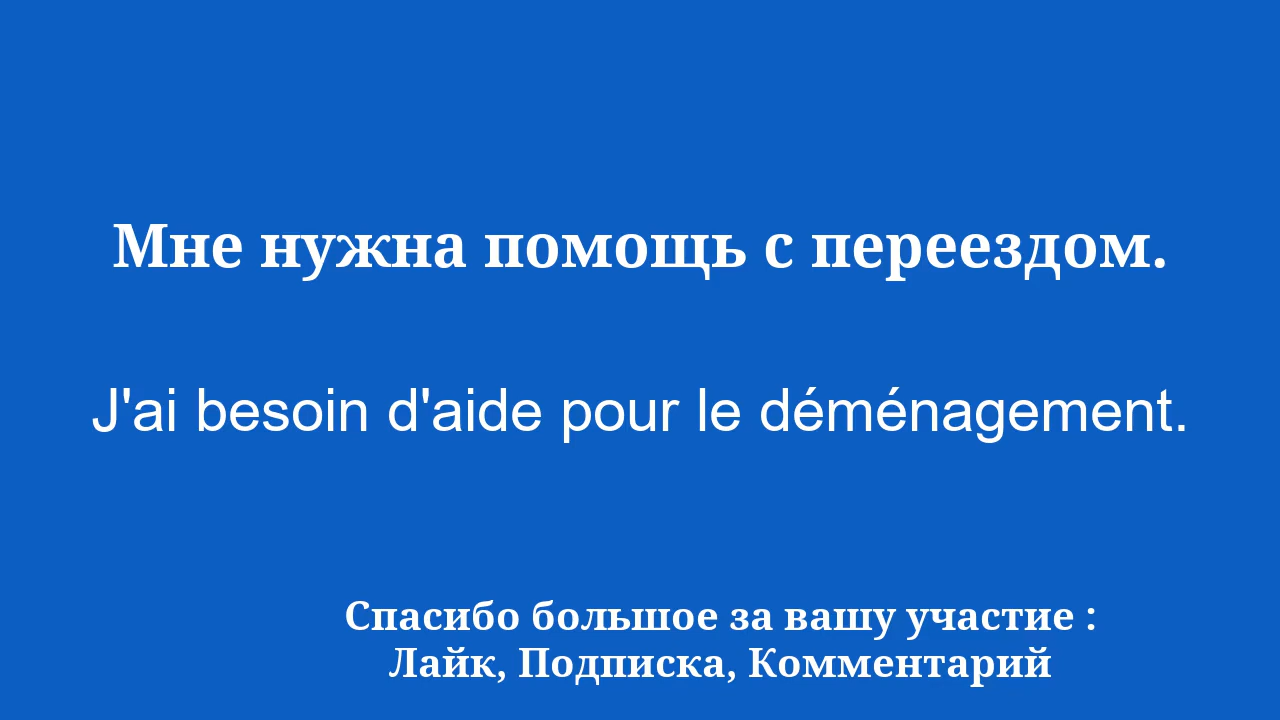 Мне нужна помощь с переездом.
J'ai besoin d'aide pour le déménagement.
Спасибо большое за вашу участие :
Лайк, Подписка, Комментарий